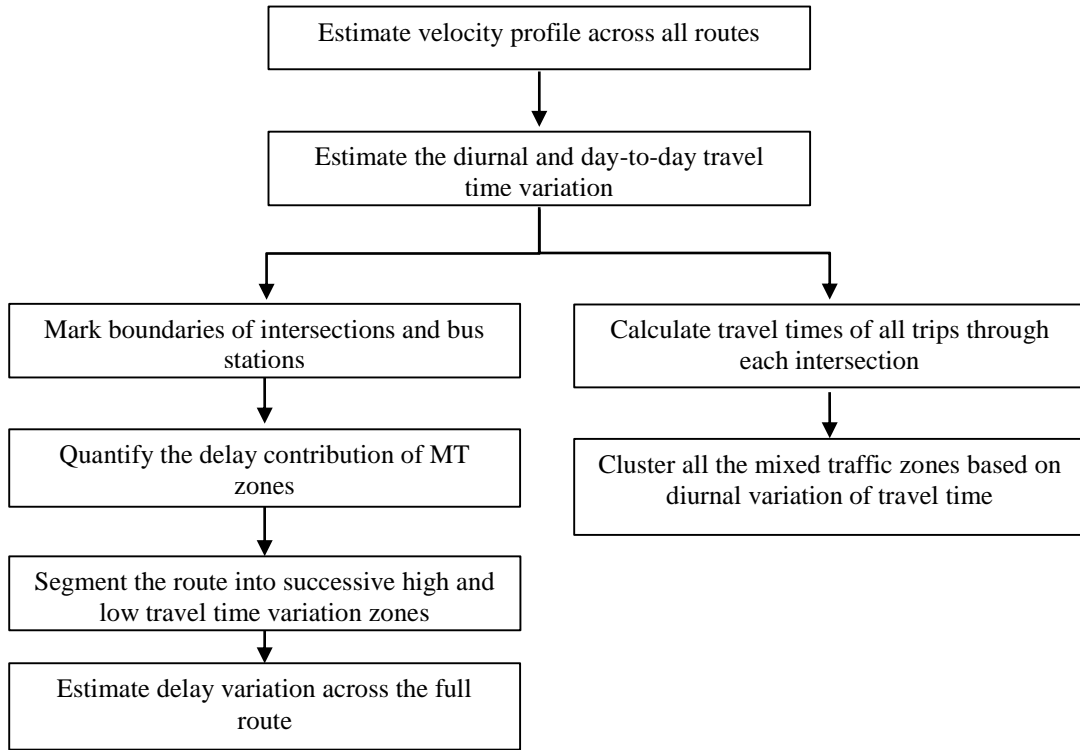 Estimate velocity profile across all routes
Estimate the diurnal and day-to-day travel
time variation
Mark boundaries of intersections and bus
stations
Quantify the delay contribution of MT
zones
Segment the route into successive high and
low travel time variation zones
Estimate delay variation across the full
route
Calculate travel times of all trips through
each intersection
Cluster all the mixed traffic zones based on
diurnal variation of travel time